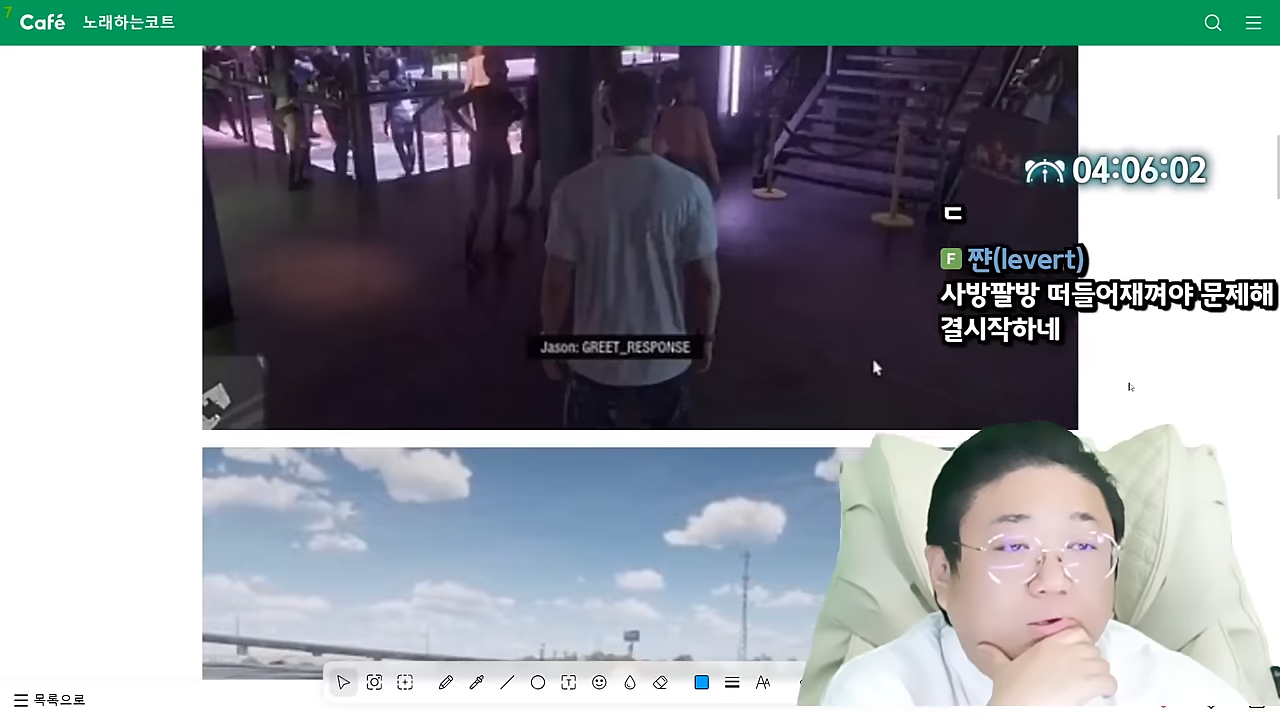 7
Café 노래하는코트
04:06:02
ㄷ
F 쨘(levert)
사방팔방 떠들어재껴야 문제해
결시작하네
Jason: GREET_RESPONSE
목록으로